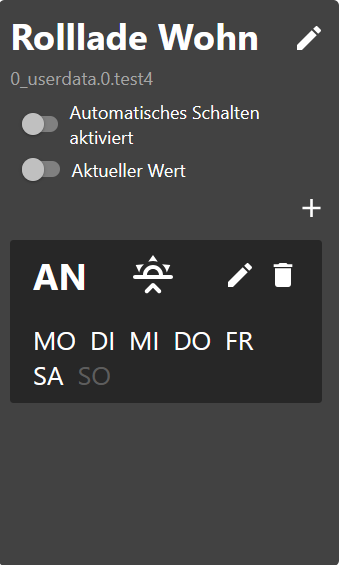 Rolllade Wohn
0_userdata.0.test4
Automatisches Schalten
aktiviert
Aktueller Wert
AN
MO DI MI DO FR
SA SO